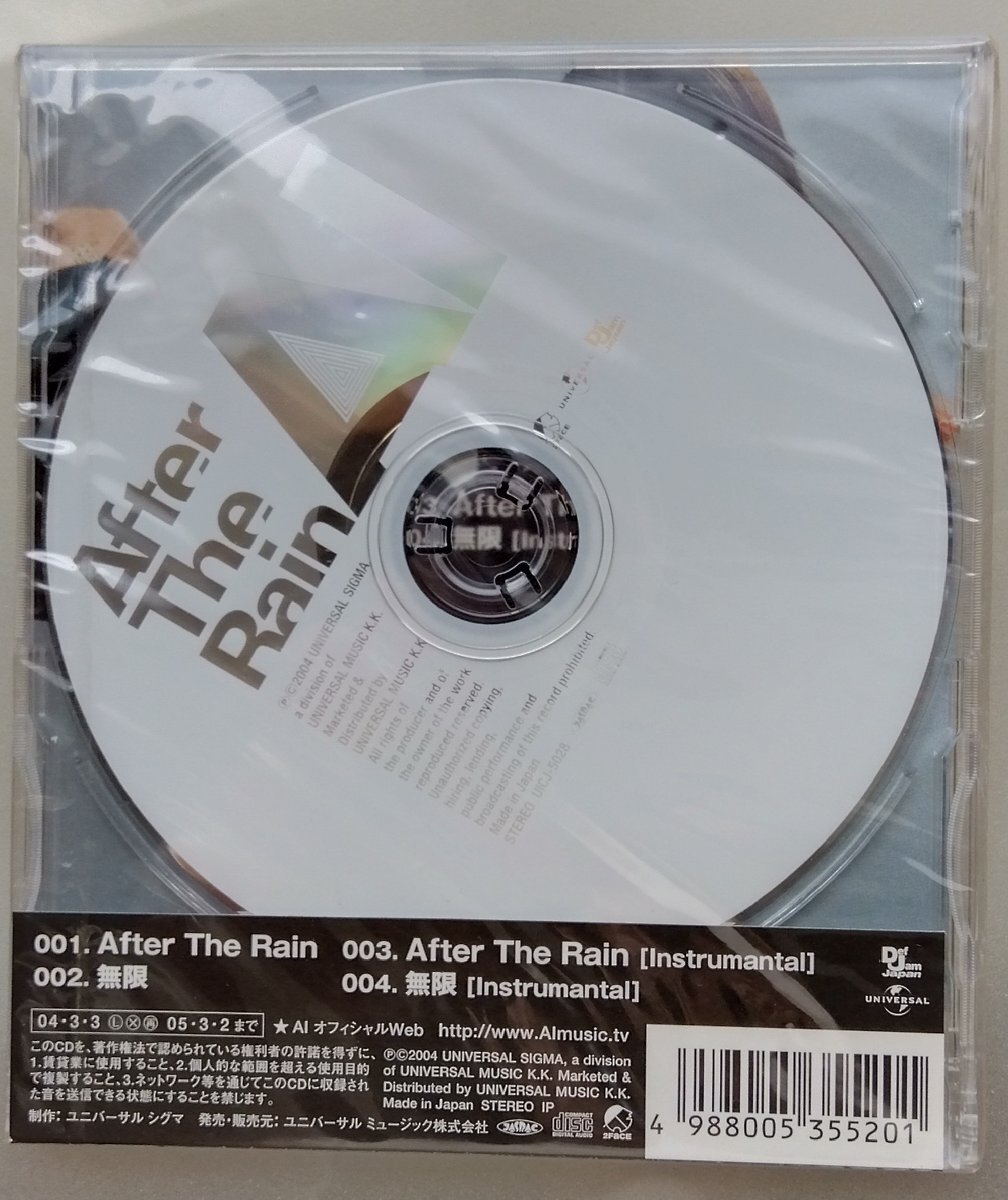 After
The
Rain
Def
Jam
UNIVERSAL
2FACE
03. After Th
無限 [Instr
℗©2004 UNIVERSAL SIGMA,
a division of
UNIVERSAL MUSIC K.K.
Marketed &
Distributed by
UNIVERSAL MUSIC K.K.
All rights of
the producer and of
the owner of the work
reproduced reserved.
Unauthorized copying,
hiring, lending,
public performance and
broadcasting of this record prohibited.
Made in Japan
STEREO UICJ-5028
001. After The Rain
002. 無限
003. After The Rain [Instrumantal]
004. 無限 [Instrumantal]
Def
Jam
Japan
UNIVERSAL
04・3・3 Ⓛ Ⓧ ㊞ 05・3・2 まで
★ AI オフィシャルWeb http://www.AImusic.tv
このCDを、著作権法で認められている権利者の許諾を得ずに、
1.賃貸業に使用すること、2.個人的な範囲を超える使用目的
で複製すること、3.ネットワーク等を通じてこのCDに収録され
た音を送信できる状態にすることを禁じます。
制作：ユニバーサル シグマ 発売・販売元：ユニバーサル ミュージック株式会社
℗©2004 UNIVERSAL SIGMA, a division
of UNIVERSAL MUSIC K.K. Marketed &
Distributed by UNIVERSAL MUSIC K.K.
Made in Japan STEREO IP
JASRAC
COMPACT
disc
DIGITAL AUDIO
2FACE
4 988005 355201